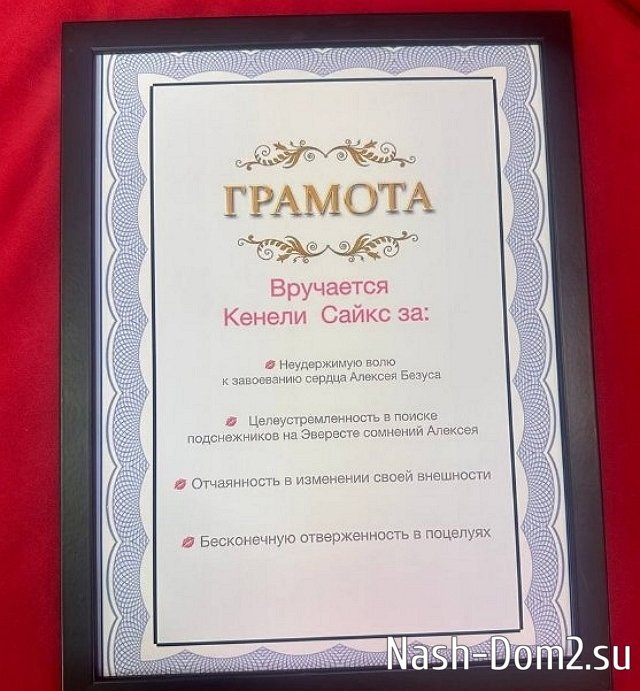 ГРАМОТА
Вручается
Кенели Сайкс за:
Неудержимую волю
к завоеванию сердца Алексея Безуса
Целеустремленность в поиске
подснежников на Эвересте сомнений Алексея
Отчаянность в изменении своей внешности
Бесконечную отверженность в поцелуях
Nash-Dom2.su